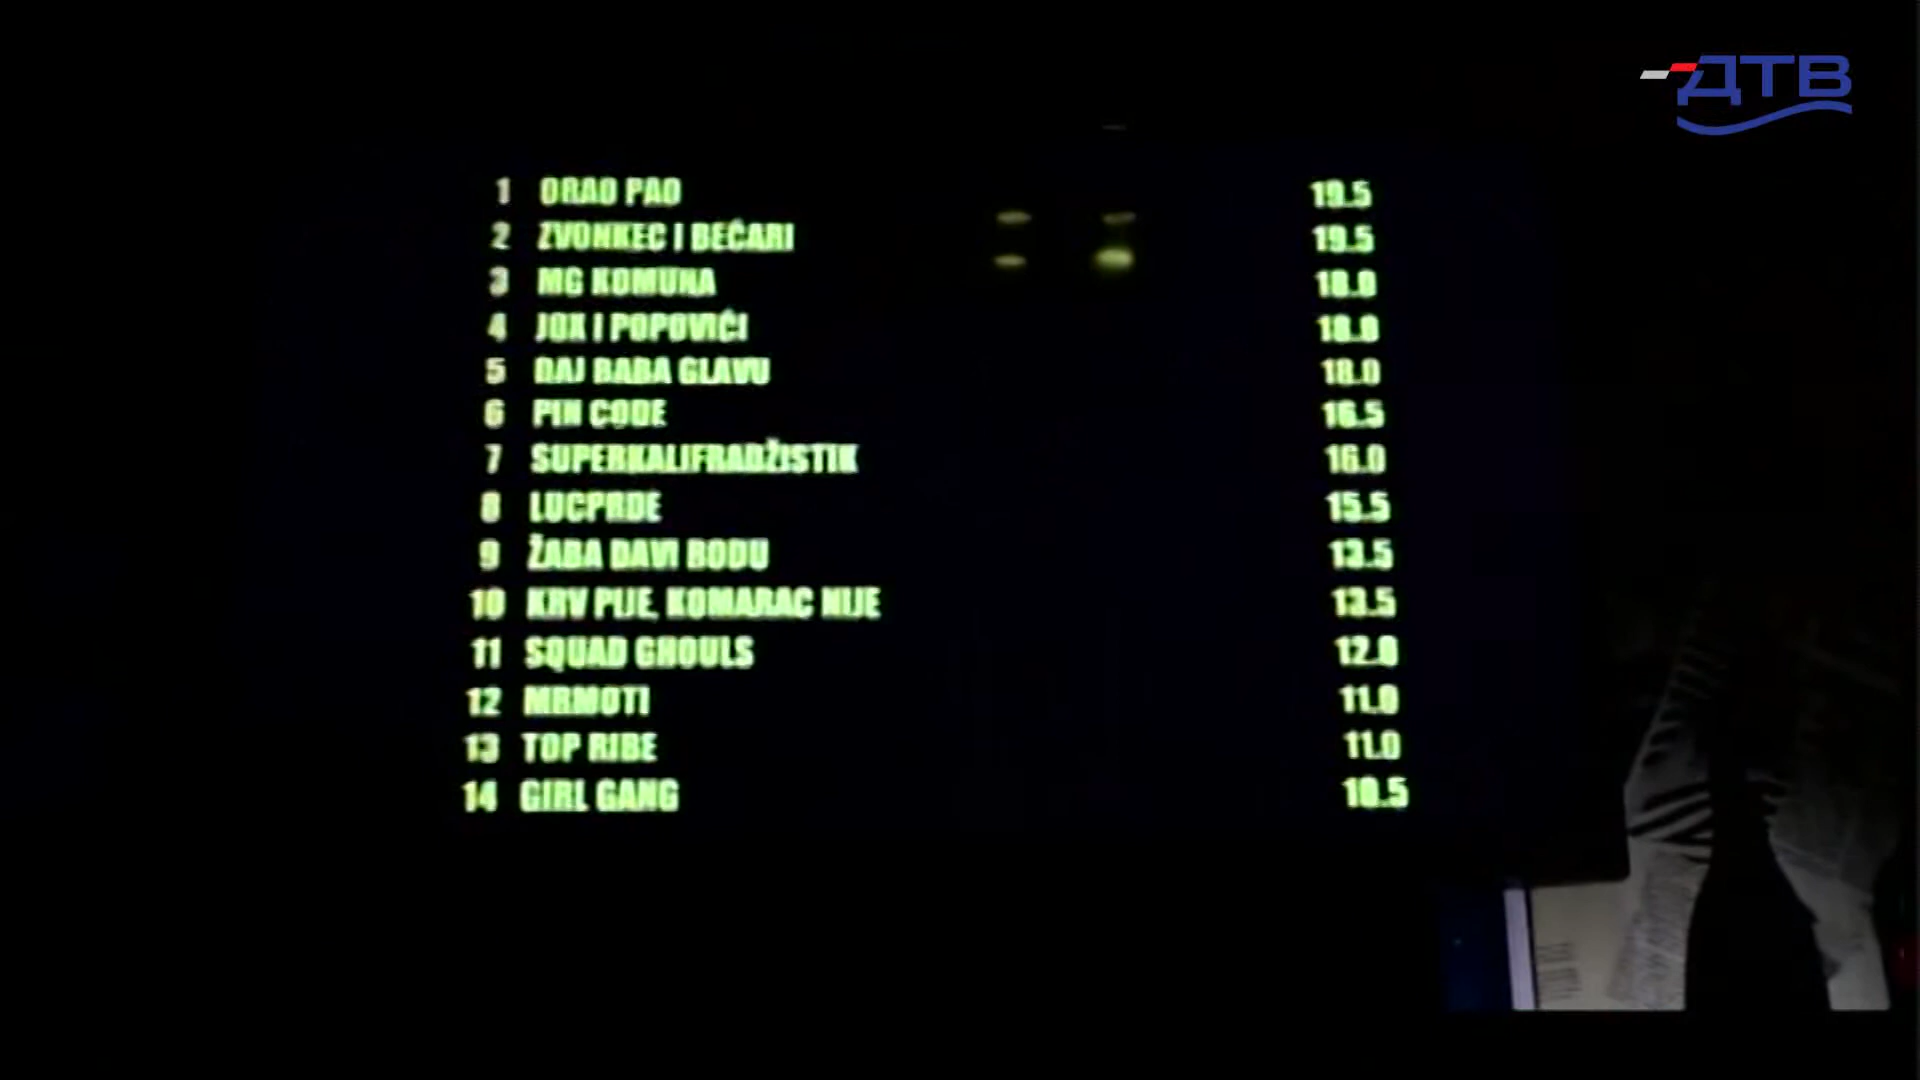 ДТВ
1 ORAO PAO 19.5
2 ZVONKEC I BEĆARI 19.5
3 MG KOMUNA 18.0
4 JOX I POPOVIĆI 18.0
5 DAJ BABA GLAVU 18.0
6 PIN CODE 16.5
7 SUPERKALIFRADŽISTIK 16.0
8 LUCPRDE 15.5
9 ŽABA DAVI BODU 13.5
10 KRV PIJE, KOMARAC NIJE 13.5
11 SQUAD GHOULS 12.0
12 MRMOTI 11.0
13 TOP RIBE 11.0
14 GIRL GANG 10.5